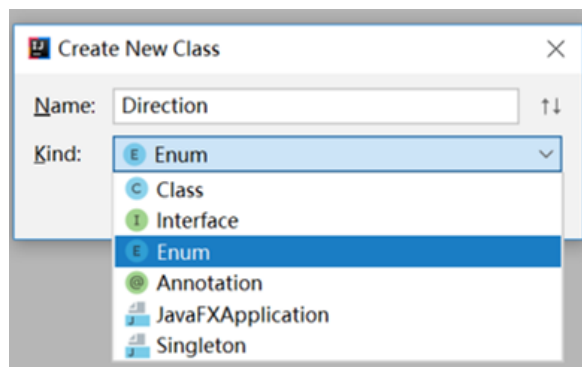 Create New Class
Name: Direction
Kind: E Enum
C Class
I Interface
E Enum
@ Annotation
JavaFXApplication
Singleton